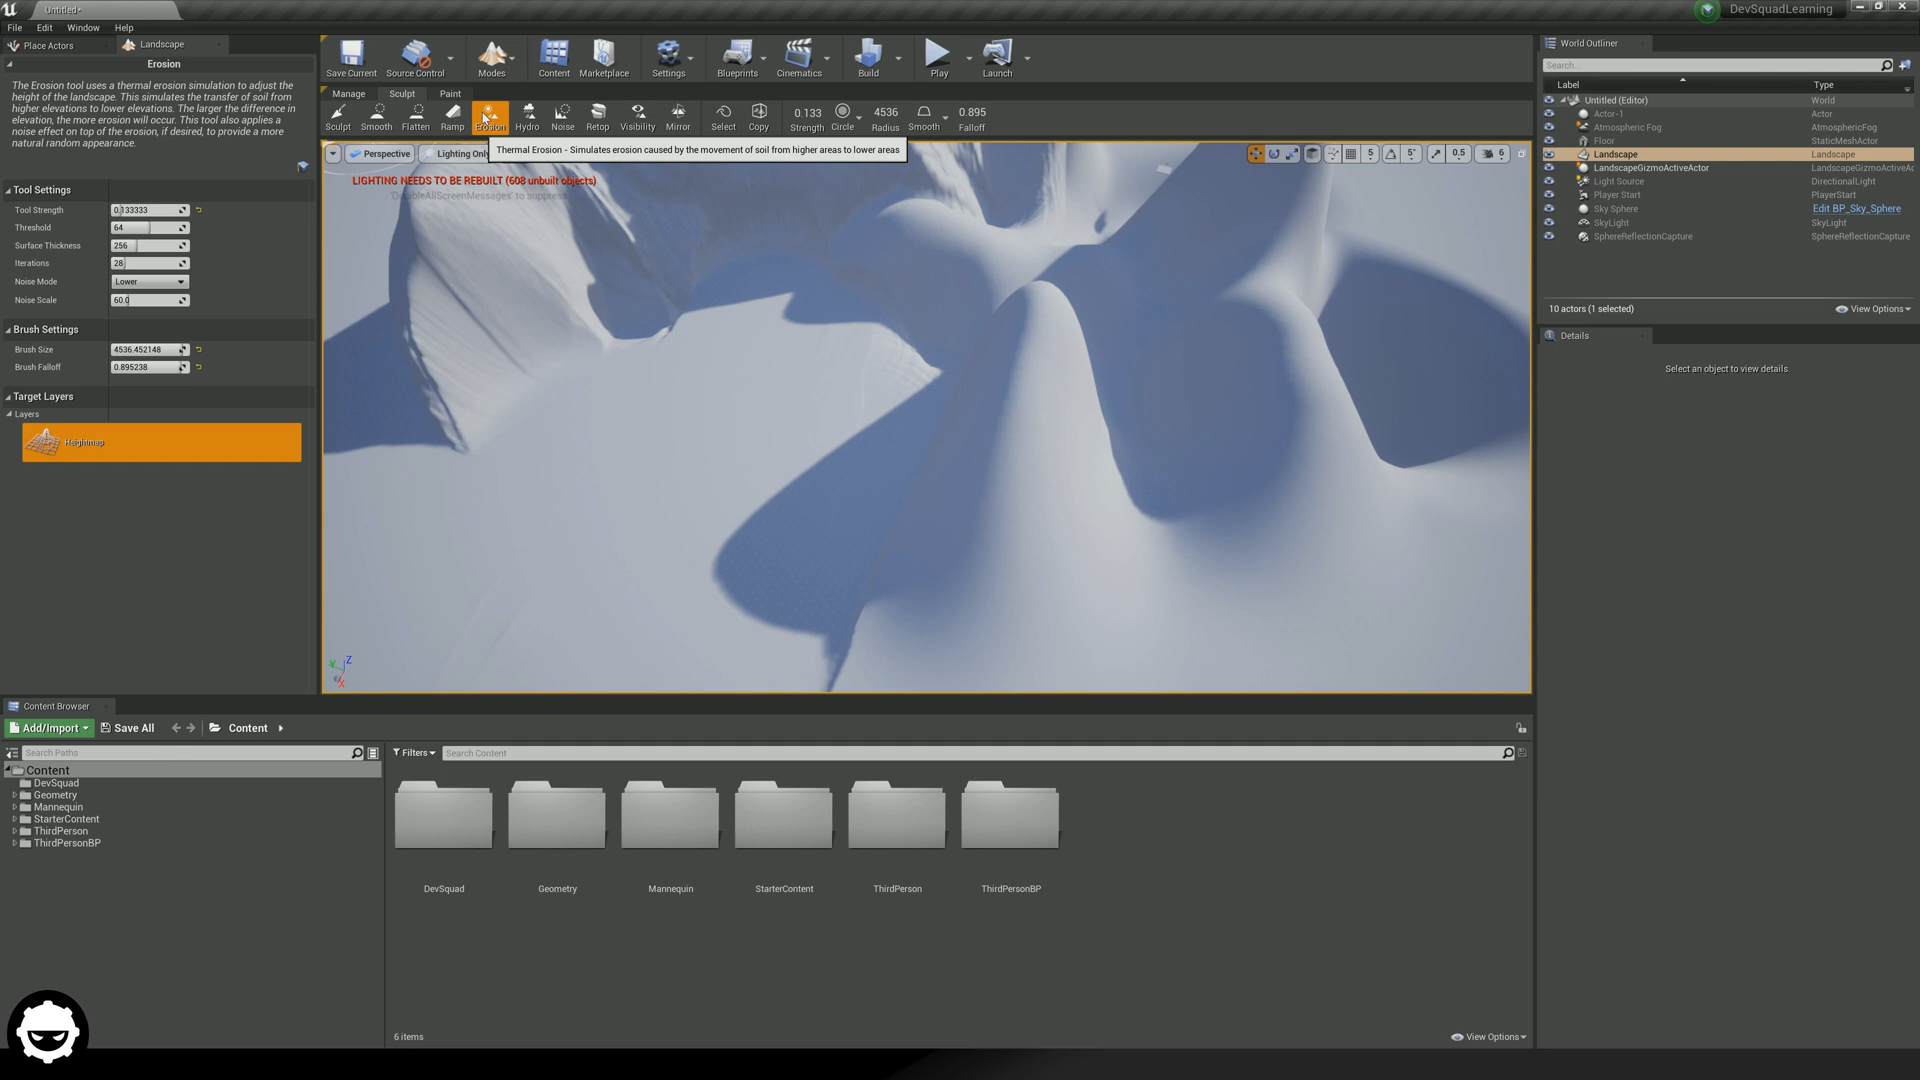 Untitled*
DevSquadLearning
File Edit Window Help
Place Actors
Landscape
Erosion
The Erosion tool uses a thermal erosion simulation to adjust the
height of the landscape. This simulates the transfer of soil from
higher elevations to lower elevations. The larger the difference in
elevation, the more erosion will occur. This tool also applies a
noise effect on top of the erosion, if desired, to provide a more
natural random appearance.
Tool Settings
Tool Strength 0.133333
Threshold 64
Surface Thickness 256
Iterations 28
Noise Mode Lower
Noise Scale 60.0
Brush Settings
Brush Size 4536.452148
Brush Falloff 0.895238
Target Layers
Layers
Heightmap
Save Current Source Control Modes Content Marketplace Settings Blueprints Cinematics Build Play Launch
Manage Sculpt Paint
Sculpt Smooth Flatten Ramp Erosion Hydro Noise Retop Visibility Mirror Select Copy
0.133 Strength Circle 4536 Radius Smooth 0.895 Falloff
Perspective Lighting Only
Thermal Erosion - Simulates erosion caused by the movement of soil from higher areas to lower areas
5 5° 0.5 6
LIGHTING NEEDS TO BE REBUILT (608 unbuilt objects)
'DisableAllScreenMessages' to suppress
Z
Y
X
World Outliner
Search...
Label Type
Untitled (Editor) World
Actor-1 Actor
Atmospheric Fog AtmosphericFog
Floor StaticMeshActor
Landscape Landscape
LandscapeGizmoActiveActor LandscapeGizmoActiveAc
Light Source DirectionalLight
Player Start PlayerStart
Sky Sphere Edit BP_Sky_Sphere
SkyLight SkyLight
SphereReflectionCapture SphereReflectionCapture
10 actors (1 selected)
View Options
Details
Select an object to view details.
Content Browser
Add/Import Save All Content
Search Paths
Content
DevSquad
Geometry
Mannequin
StarterContent
ThirdPerson
ThirdPersonBP
Filters Search Content
DevSquad Geometry Mannequin StarterContent ThirdPerson ThirdPersonBP
6 items
View Options